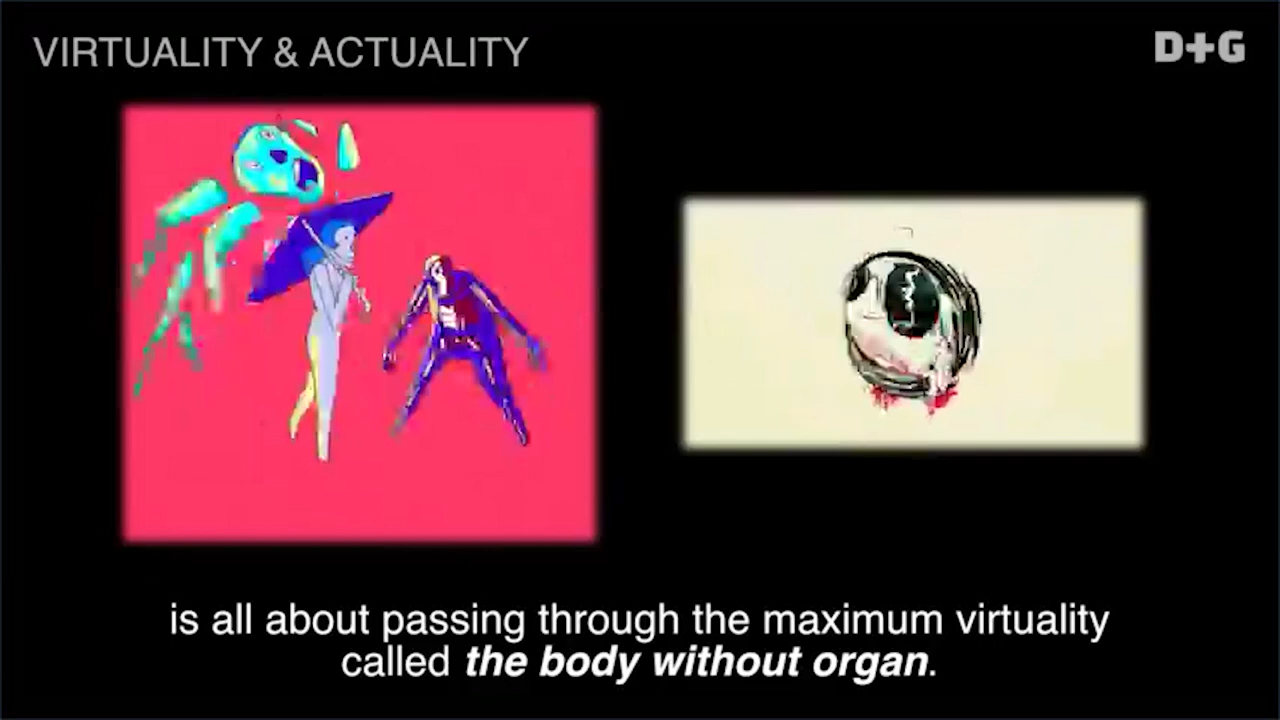 VIRTUALITY & ACTUALITY
D+G
is all about passing through the maximum virtuality
called the body without organ.